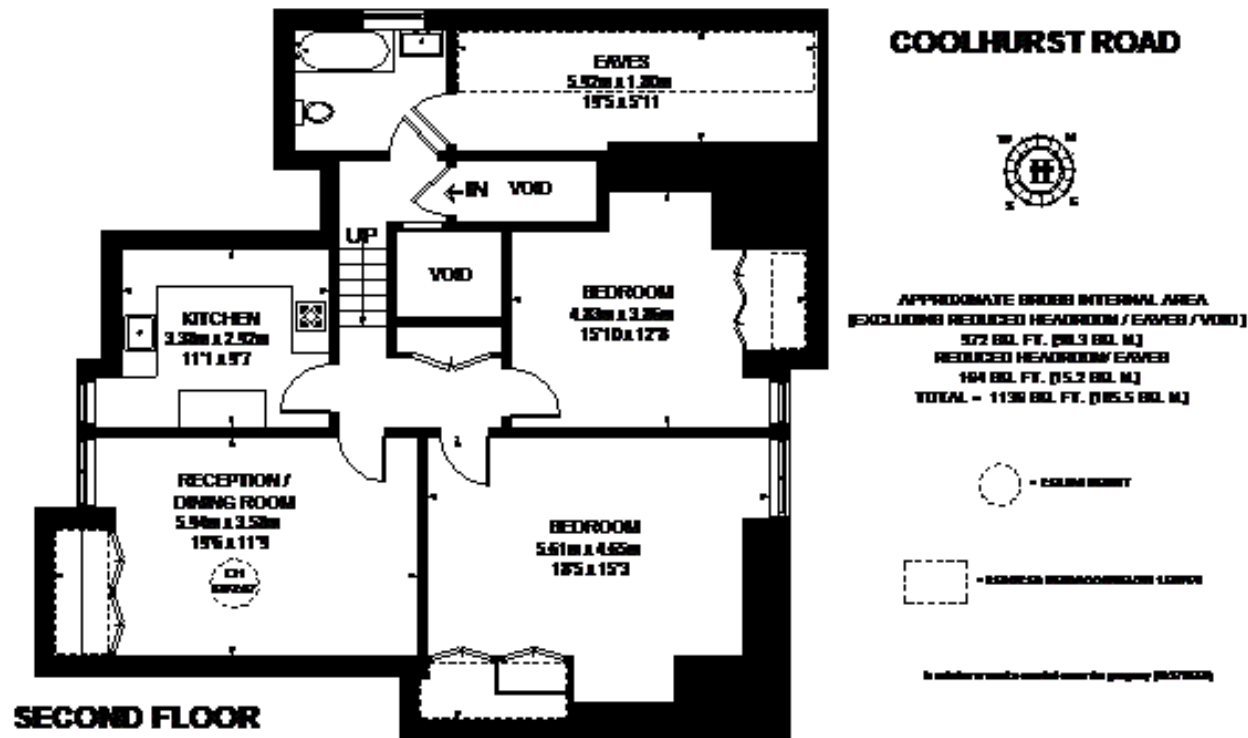 COOLHURST ROAD
EAVES
5.92m x 1.80m
19'5 x 5'11
IN VOID
UP
VOID
KITCHEN
3.38m x 2.92m
11'1 x 9'7
BEDROOM
4.83m x 3.86m
15'10 x 12'8
APPROXIMATE GROSS INTERNAL AREA
(EXCLUDING REDUCED HEADROOM / EAVES / VOID)
972 SQ. FT. (90.3 SQ. M.)
REDUCED HEADROOM/ EAVES
164 SQ. FT. (15.2 SQ. M.)
TOTAL = 1136 SQ. FT. (105.5 SQ. M.)
RECEPTION /
DINING ROOM
5.94m x 3.58m
19'6 x 11'9
CH
BEDROOM
5.61m x 4.65m
18'5 x 15'3
= CEILING HEIGHT
SECOND FLOOR